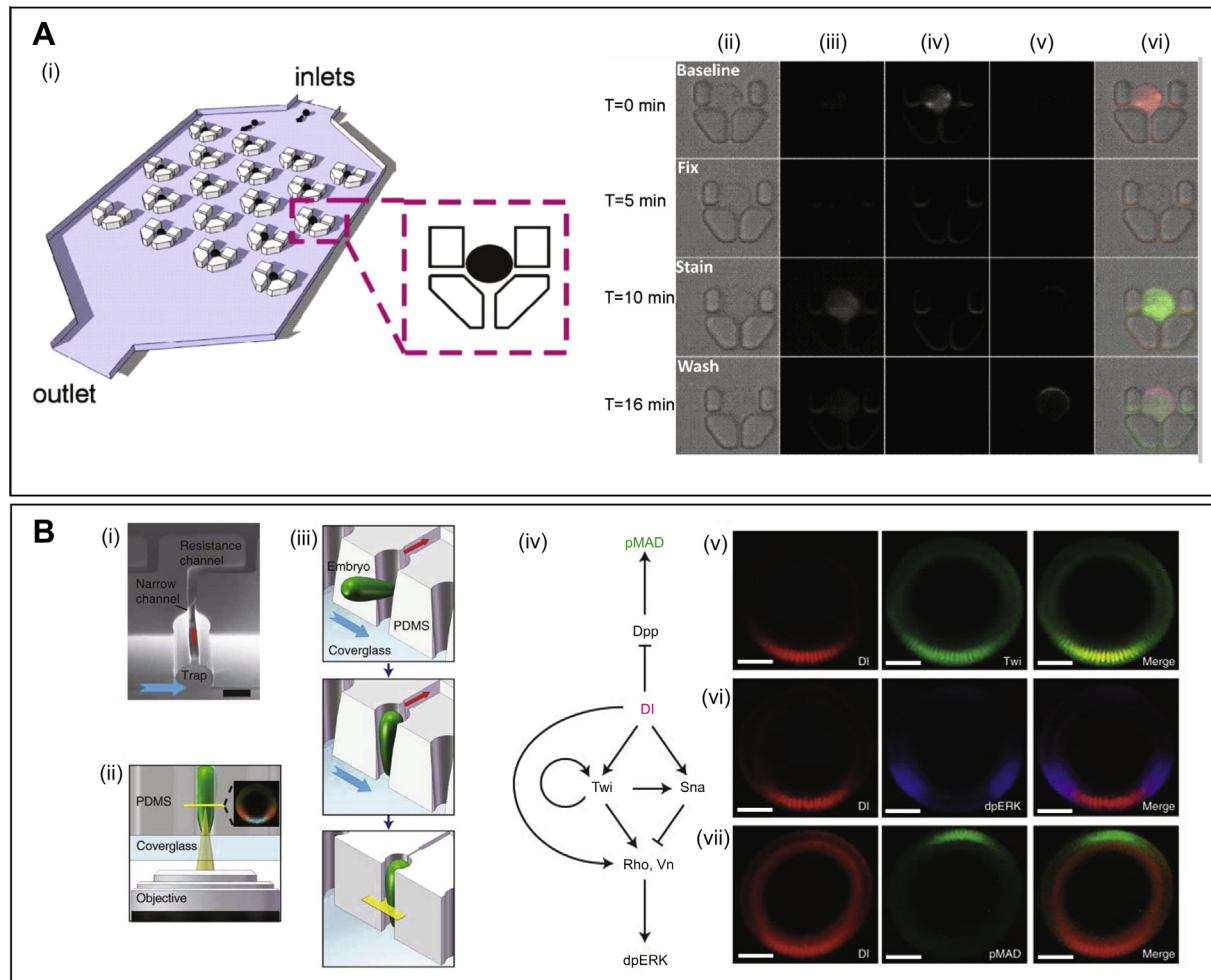 A
(i)
inlets
outlet
(ii)
(iii)
(iv)
(v)
(vi)
T=0 min
Baseline
T=5 min
Fix
T=10 min
Stain
T=16 min
Wash
B
(i)
Resistance
channel
Narrow
channel
Trap
(ii)
PDMS
Coverglass
Objective
(iii)
Embryo
PDMS
Coverglass
(iv)
pMAD
Dpp
Dl
Twi
Sna
Rho, Vn
dpERK
(v)
Dl
Twi
Merge
(vi)
Dl
dpERK
Merge
(vii)
Dl
pMAD
Merge